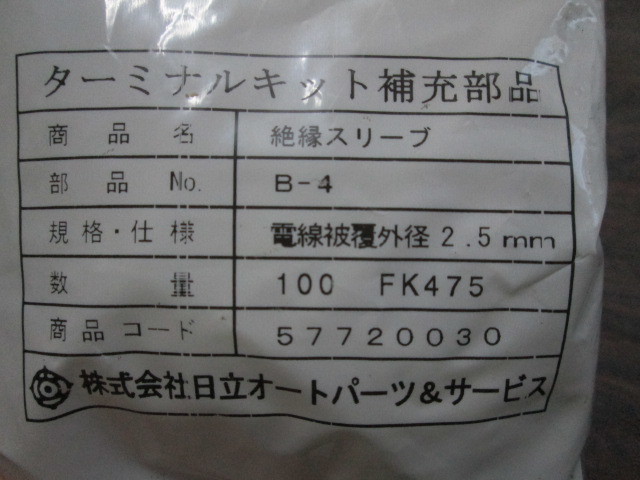 ターミナルキット補充部品
商品名 絶縁スリーブ
部品No. B-4
規格・仕様 電線被覆外径2.5mm
数量 100 FK475
商品コード 57720030
株式会社日立オートパーツ&サービス